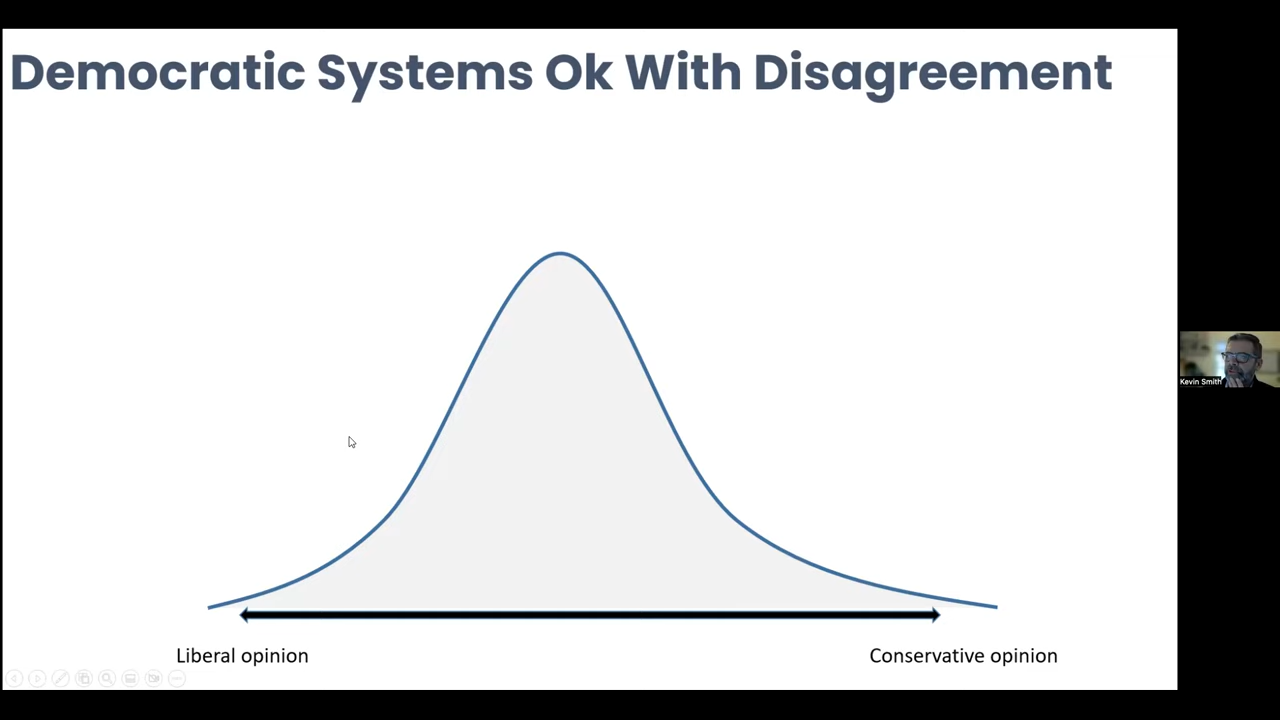 Democratic Systems Ok With Disagreement
Kevin Smith
Liberal opinion
Conservative opinion